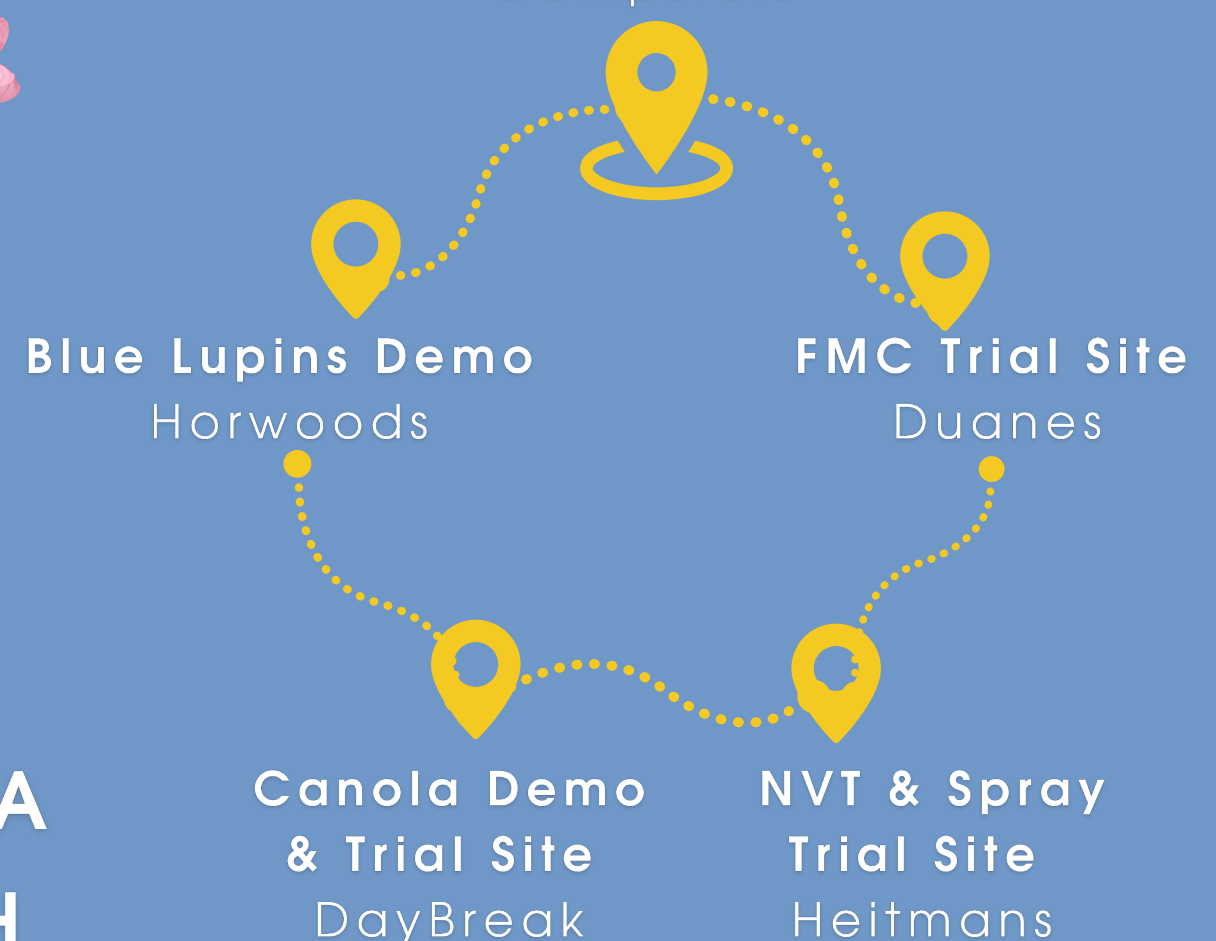 Blue Lupins Demo
Horwoods
FMC Trial Site
Duanes
Canola Demo
& Trial Site
DayBreak
NVT & Spray
Trial Site
Heitmans
A
H